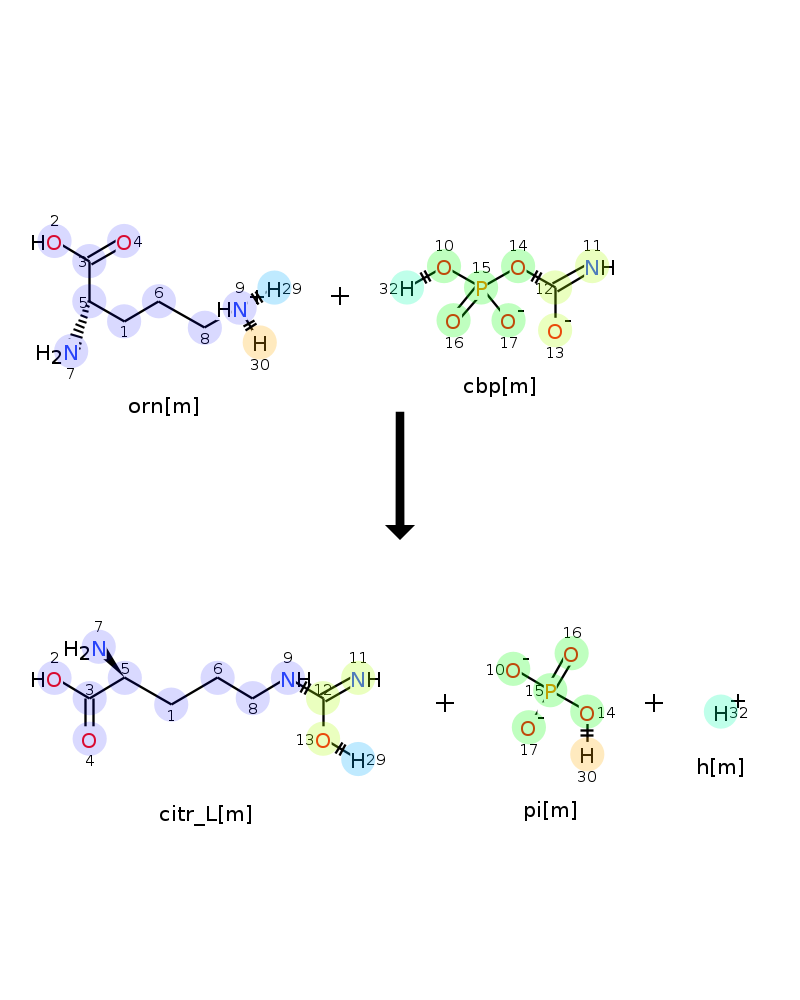 2
HO
3
O 4
5
1
6
8
H2N
7
9
HN
H29
H
30
orn[m]
+
32H
10
O
15
P
14
O
12
11
NH
O
16
O-
17
O-
13
cbp[m]
7
H2N
2
HO
3
O
4
5
1
6
8
9
NH
12
11
NH
13O
H29
citr_L[m]
+
16
O
10O-
15P
O-
17
O14
H
30
pi[m]
+
H+
32
h[m]